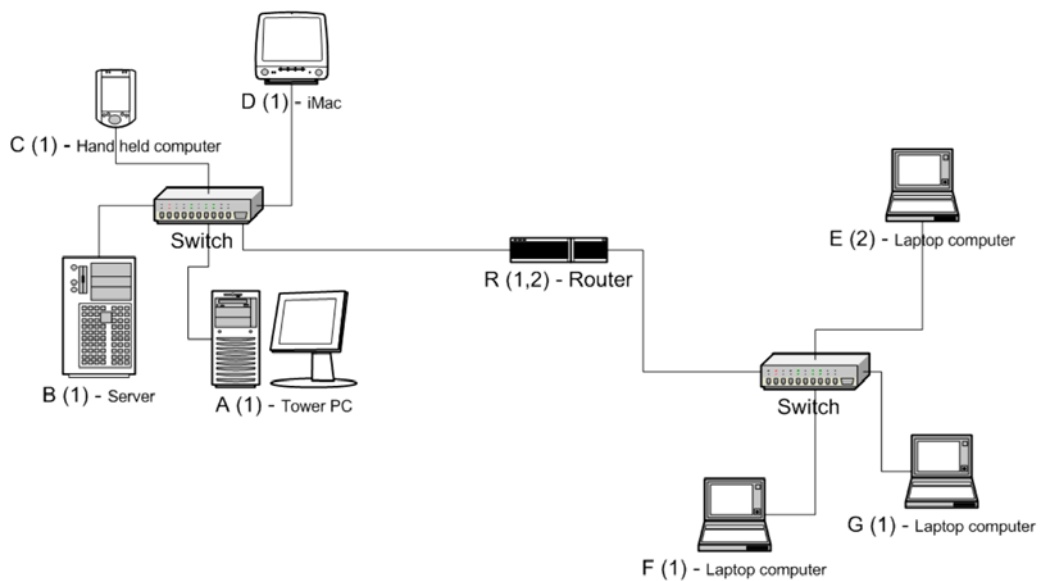 D (1) - iMac
C (1) - Hand held computer
Switch
E (2) - Laptop computer
R (1,2) - Router
B (1) - Server
A (1) - Tower PC
Switch
G (1) - Laptop computer
F (1) - Laptop computer